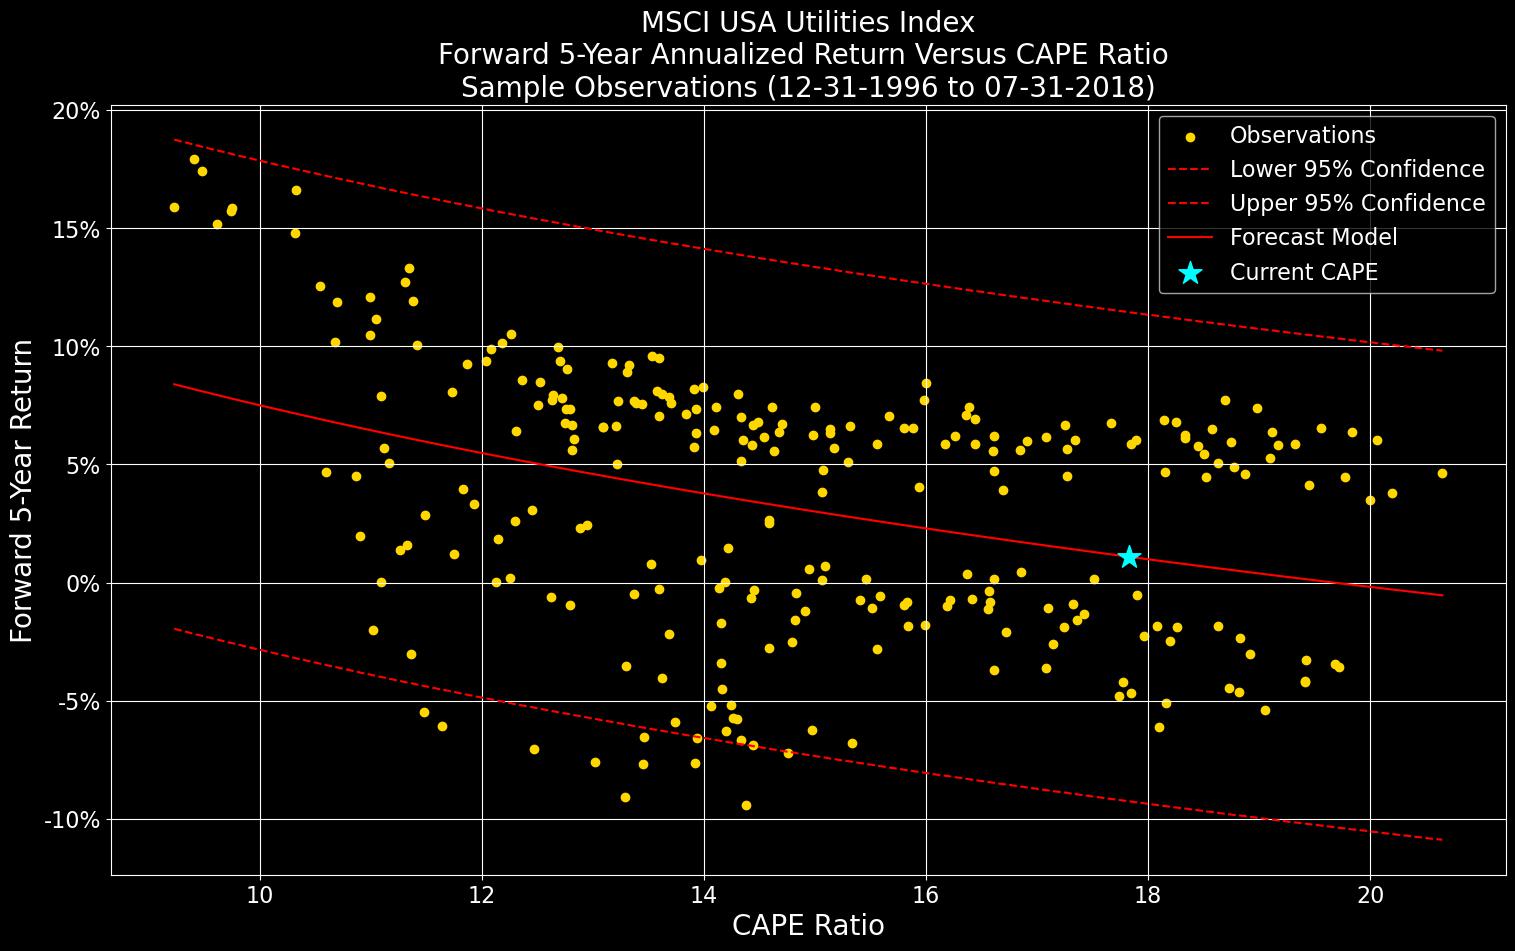 MSCI USA Utilities Index
Forward 5-Year Annualized Return Versus CAPE Ratio
Sample Observations (12-31-1996 to 07-31-2018)
Forward 5-Year Return
20%
15%
10%
5%
0%
-5%
-10%
Observations
Lower 95% Confidence
Upper 95% Confidence
Forecast Model
Current CAPE
10 12 14 16 18 20
CAPE Ratio